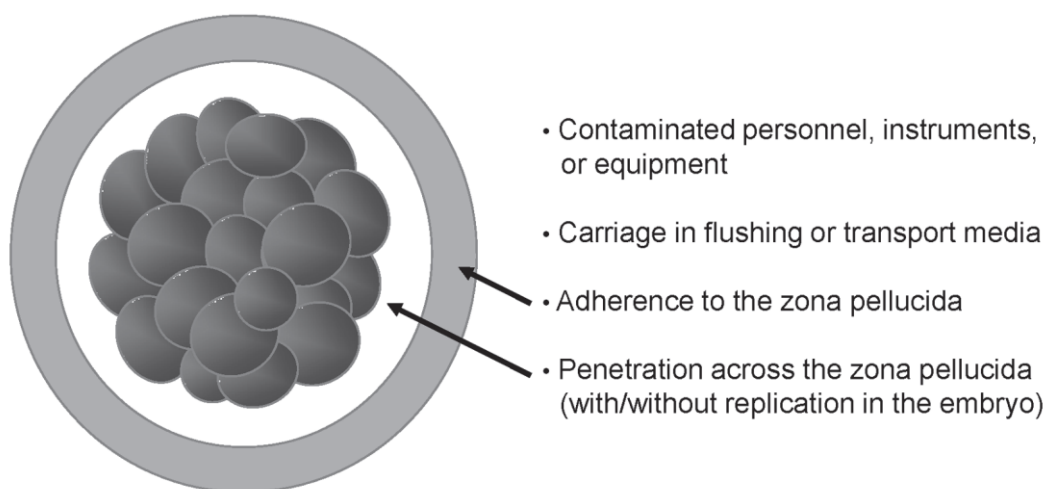 • Contaminated personnel, instruments,
or equipment
• Carriage in flushing or transport media
• Adherence to the zona pellucida
• Penetration across the zona pellucida
(with/without replication in the embryo)